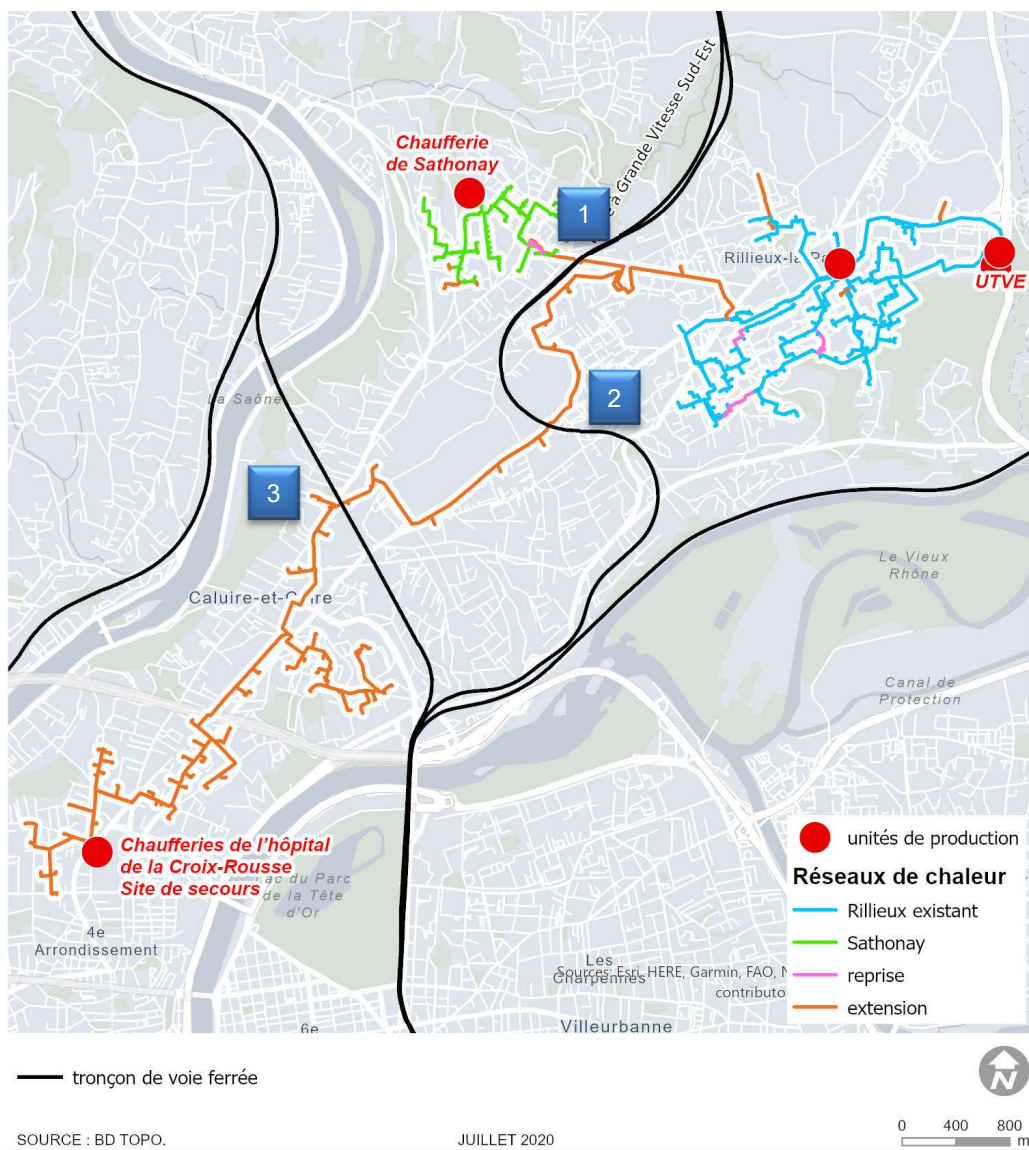 e à Grande Vitesse Sud-Est
Chaufferie
de Sathonay
1
Rillieux-la-Pa
UTVE
2
La Saône
3
Le Vieux
Rhône
Caluire-et-C ire
Canal de
Protection
Chaufferies de l'hôpital
de la Croix-Rousse
Site de secours
ac du Parc
de la Tête
d'Or
4e
Arrondissement
Les
Charpennes
Sources: Esri, HERE, Garmin, FAO, N
contributo
6e
Villeurbanne
unités de production
Réseaux de chaleur
Rillieux existant
Sathonay
reprise
extension
tronçon de voie ferrée
N
SOURCE : BD TOPO.
JUILLET 2020
0 400 800
m